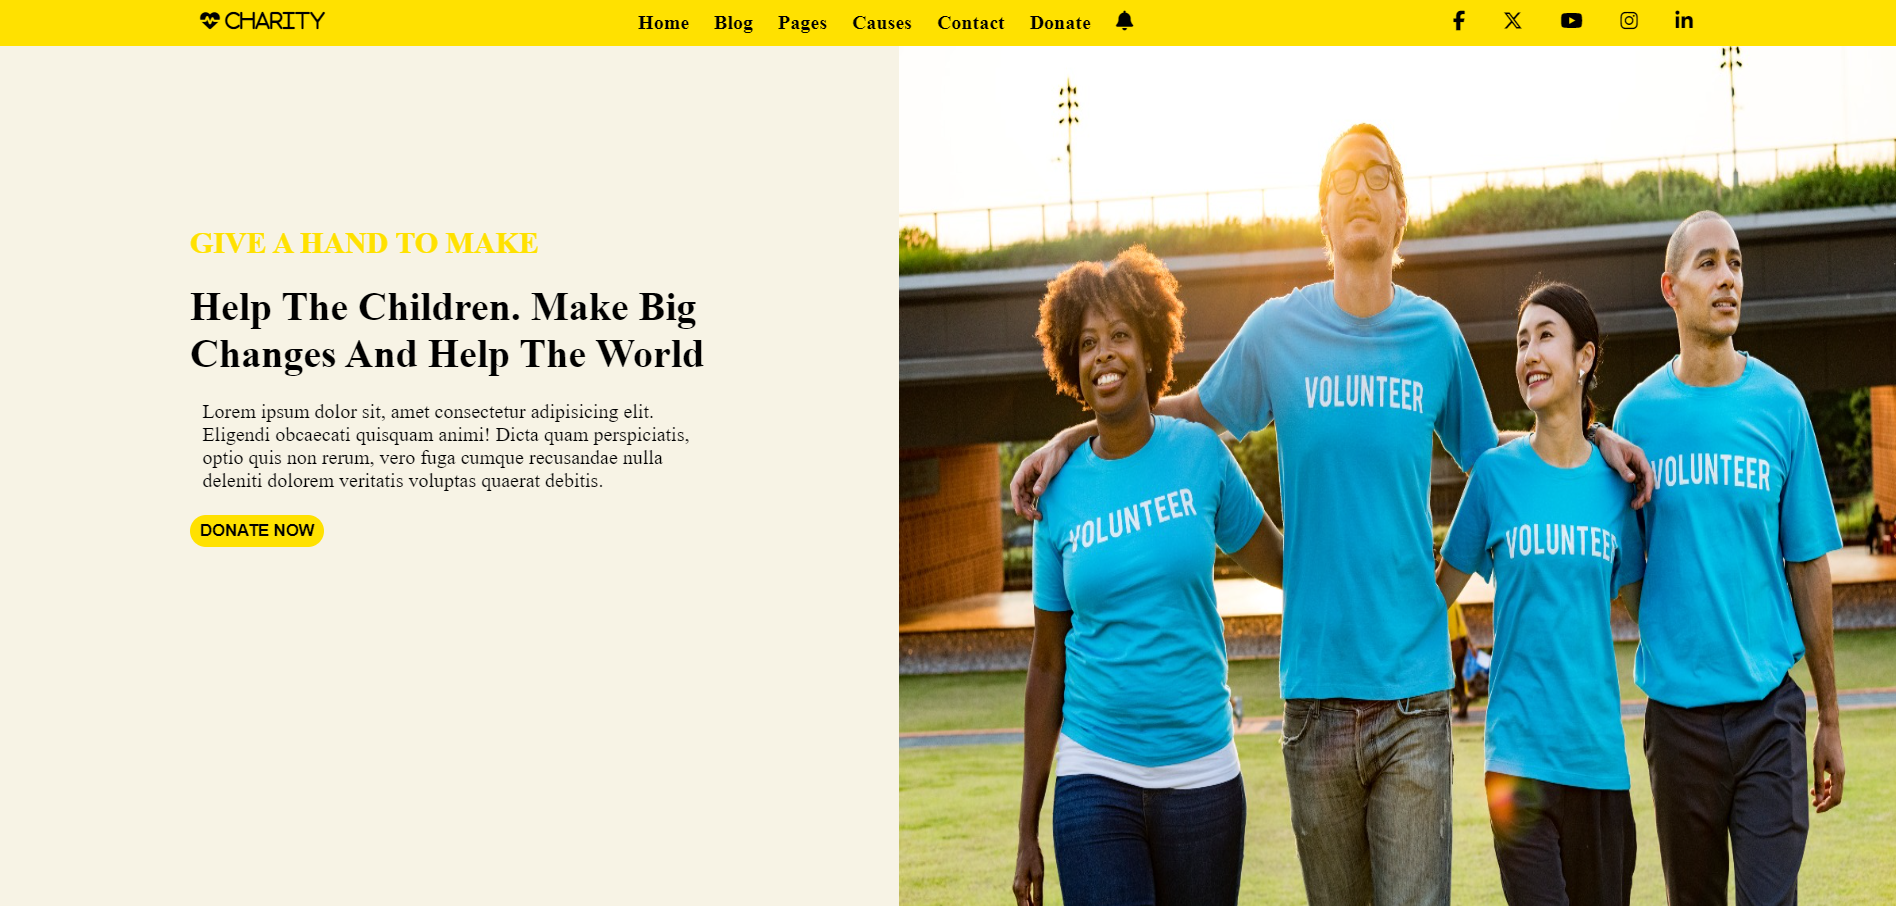 CHARITY
Home Blog Pages Causes Contact Donate
GIVE A HAND TO MAKE
Help The Children. Make Big
Changes And Help The World
Lorem ipsum dolor sit, amet consectetur adipisicing elit.
Eligendi obcaecati quisquam animi! Dicta quam perspiciatis,
optio quis non rerum, vero fuga cumque recusandae nulla
deleniti dolorem veritatis voluptas quaerat debitis.
DONATE NOW
VOLUNTEER
VOLUNTEER
VOLUNTEER
VOLUNTEER